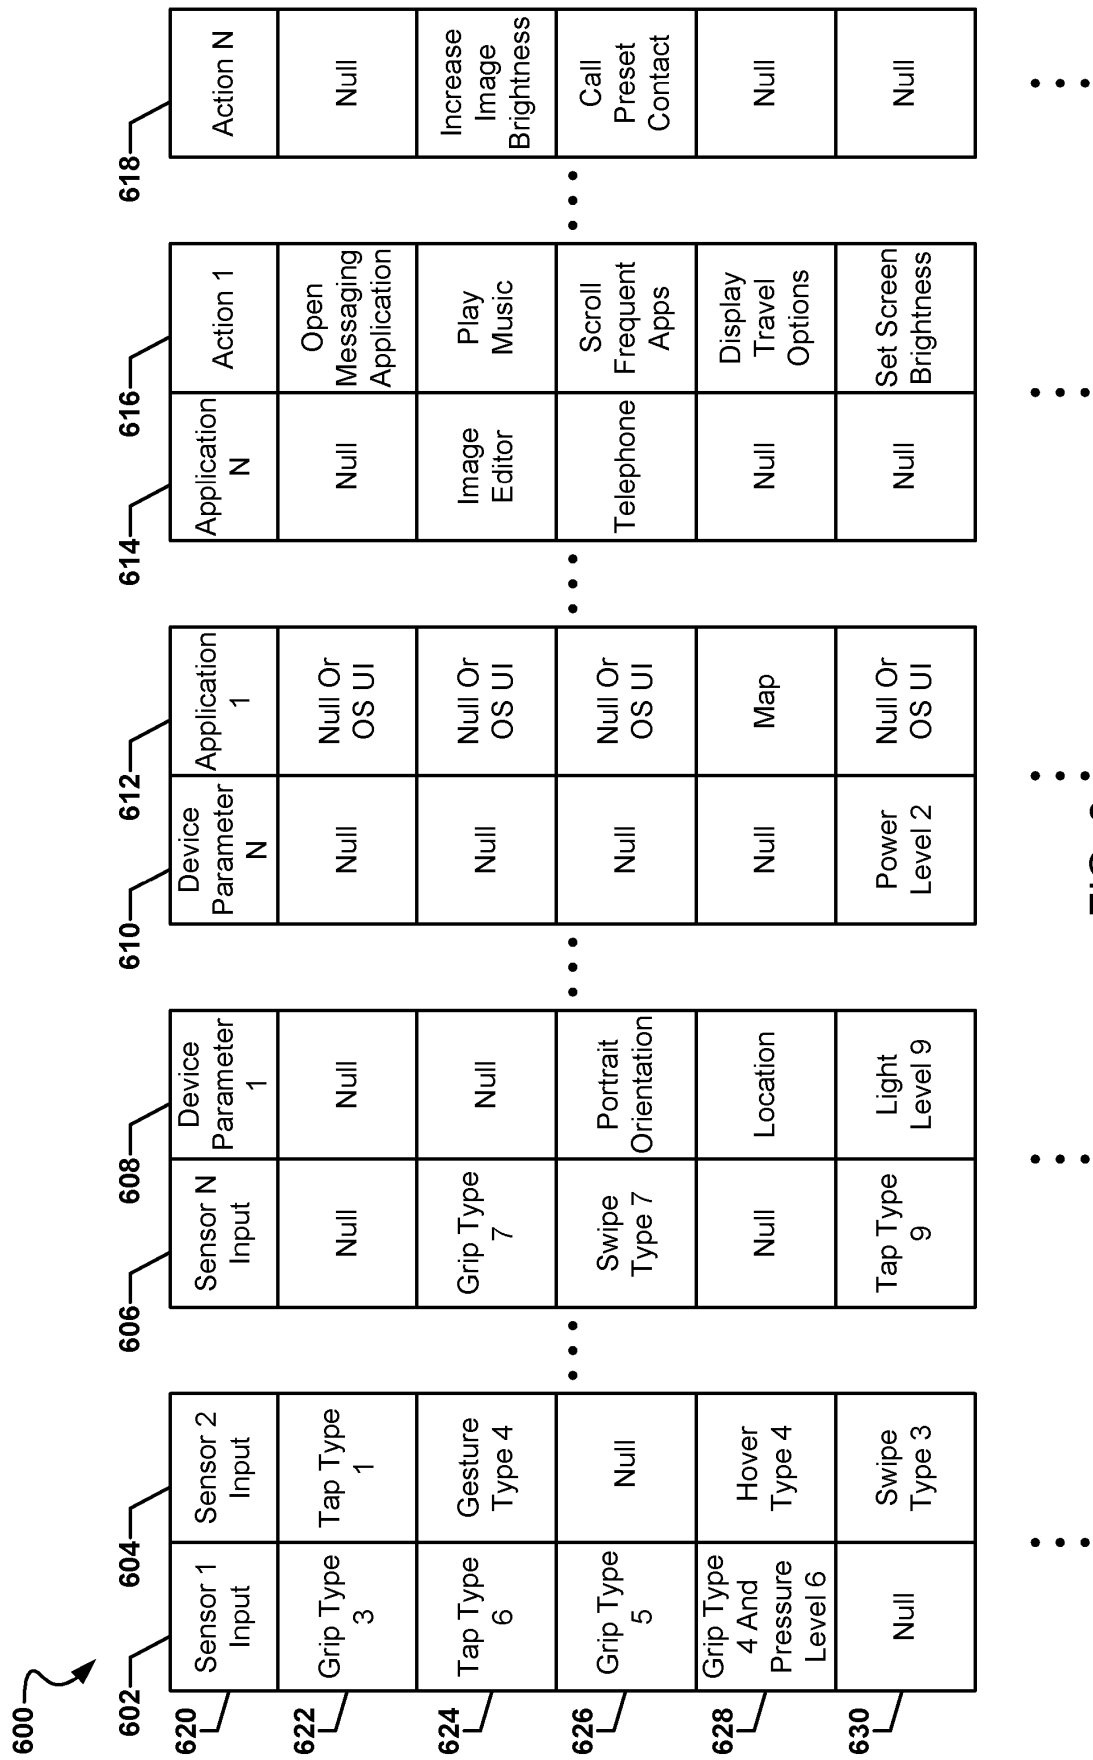 600
602
604
606
608
610
612
614
616
618
620
Sensor 1
Input
Sensor 2
Input
Sensor N
Input
Device
Parameter
1
Device
Parameter
N
Application
1
Application
N
Action 1
Action N
622
Grip Type
3
Tap Type
1
Null
Null
Null
Null Or
OS UI
Null
Open
Messaging
Application
Null
624
Tap Type
6
Gesture
Type 4
Grip Type
7
Null
Null
Null Or
OS UI
Image
Editor
Play
Music
Increase
Image
Brightness
626
Grip Type
5
Null
Swipe
Type 7
Portrait
Orientation
Null
Null Or
OS UI
Telephone
Scroll
Frequent
Apps
Call
Preset
Contact
628
Grip Type
4 And
Pressure
Level 6
Hover
Type 4
Null
Location
Null
Map
Null
Display
Travel
Options
Null
630
Null
Swipe
Type 3
Tap Type
9
Light
Level 9
Power
Level 2
Null Or
OS UI
Null
Set Screen
Brightness
Null